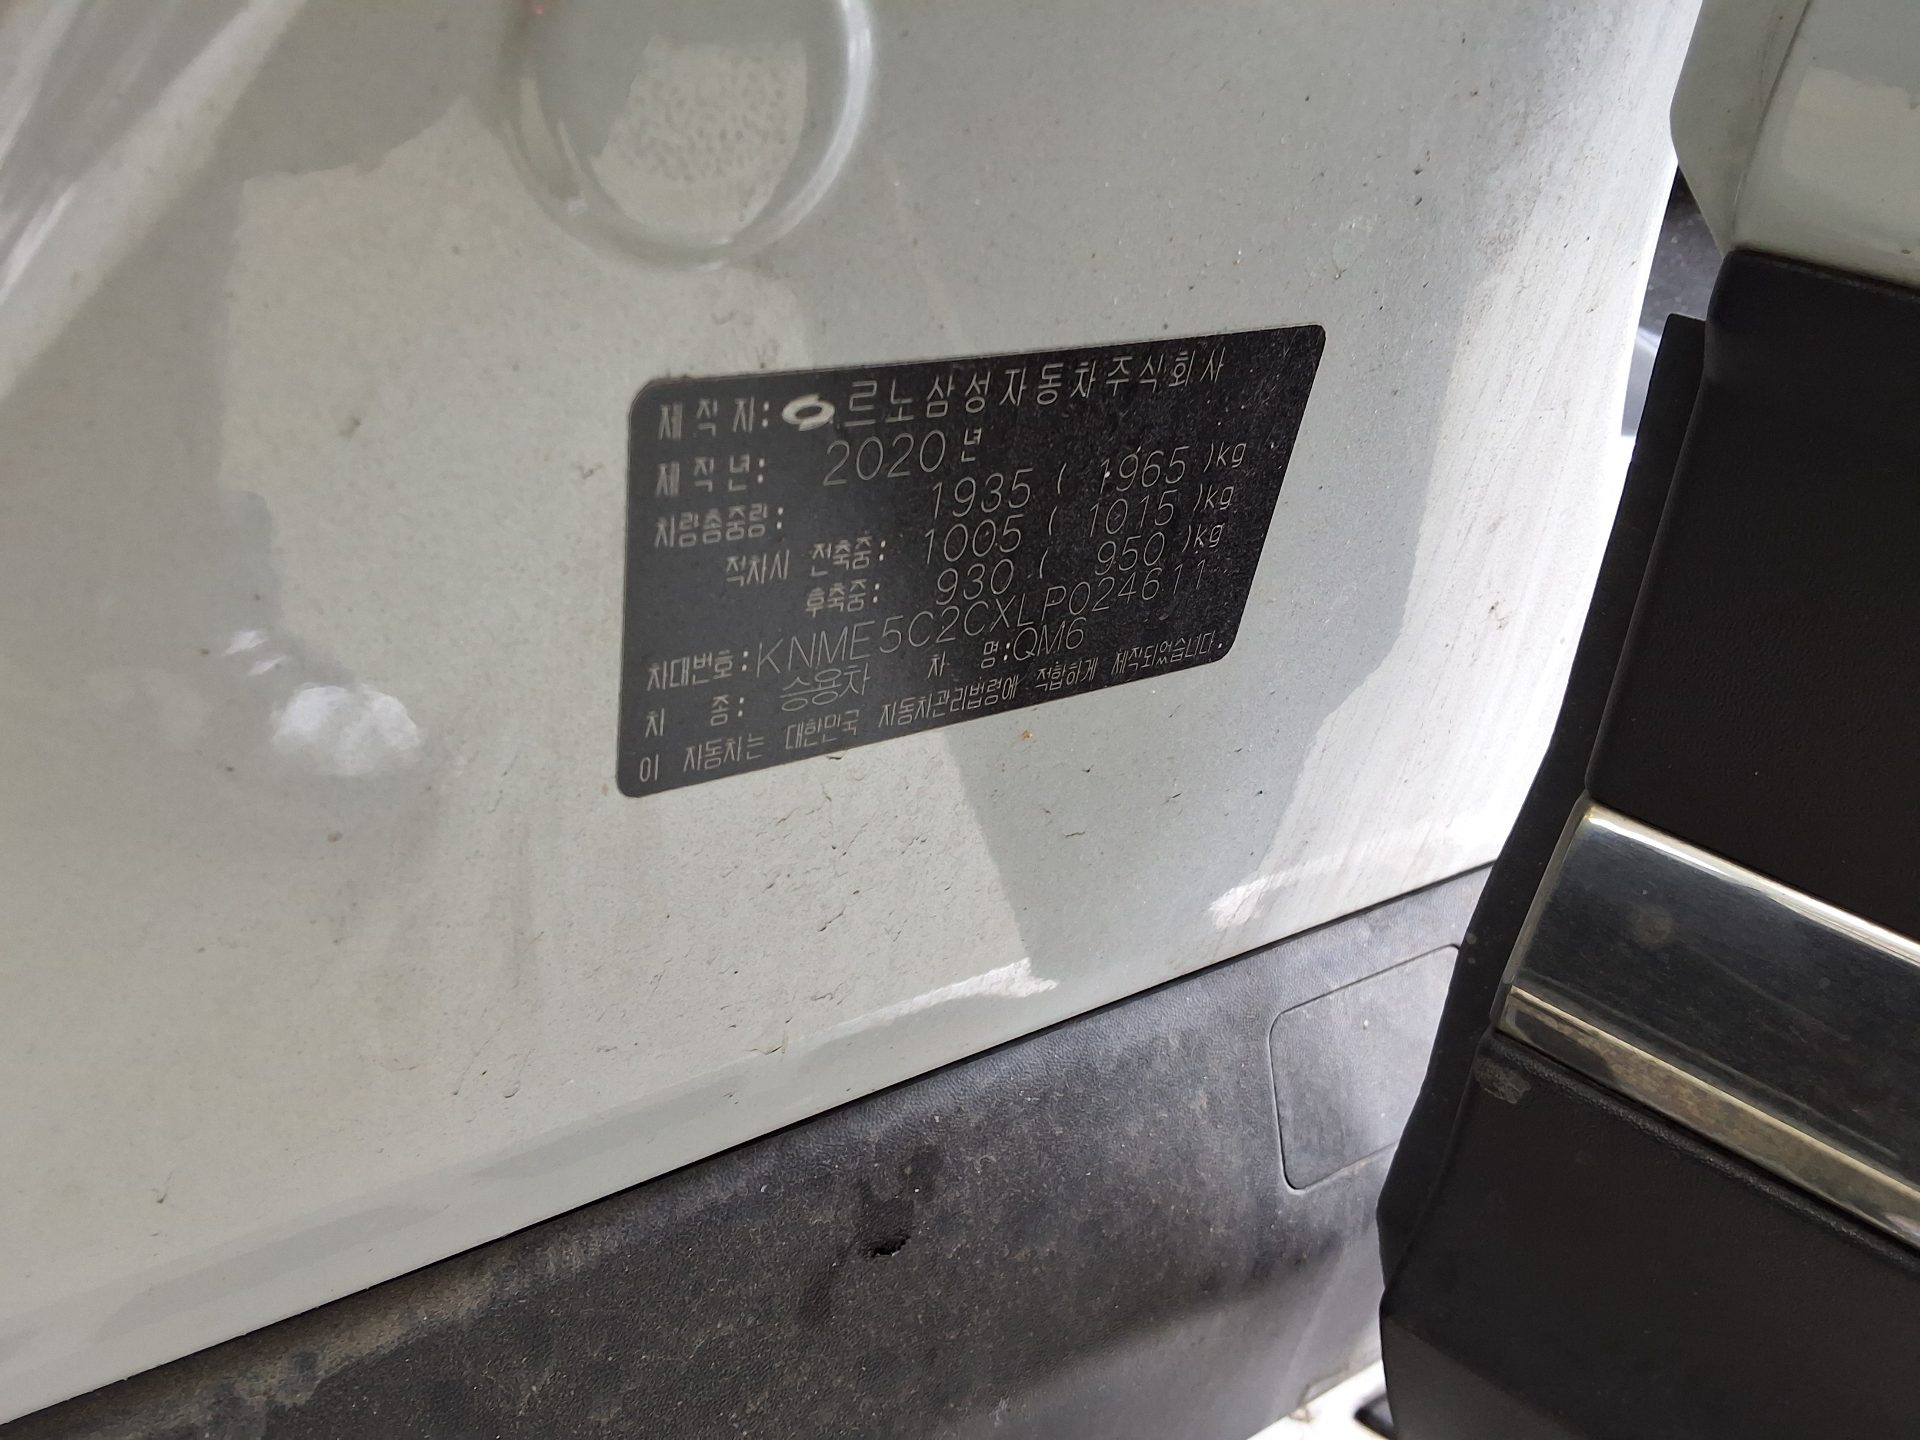 제 작 자: 르노삼성자동차주식회사
제 작 년: 2020년
차량총중량: 1935 ( 1965 )kg
적차시 전축중: 1005 ( 1015 )kg
후축중: 930 ( 950 )kg
차대번호: KNME5C2CXLP024611
차 종: 승용차 차 명:QM6
이 자동차는 대한민국 자동차관리법령에 적합하게 제작되었습니다.